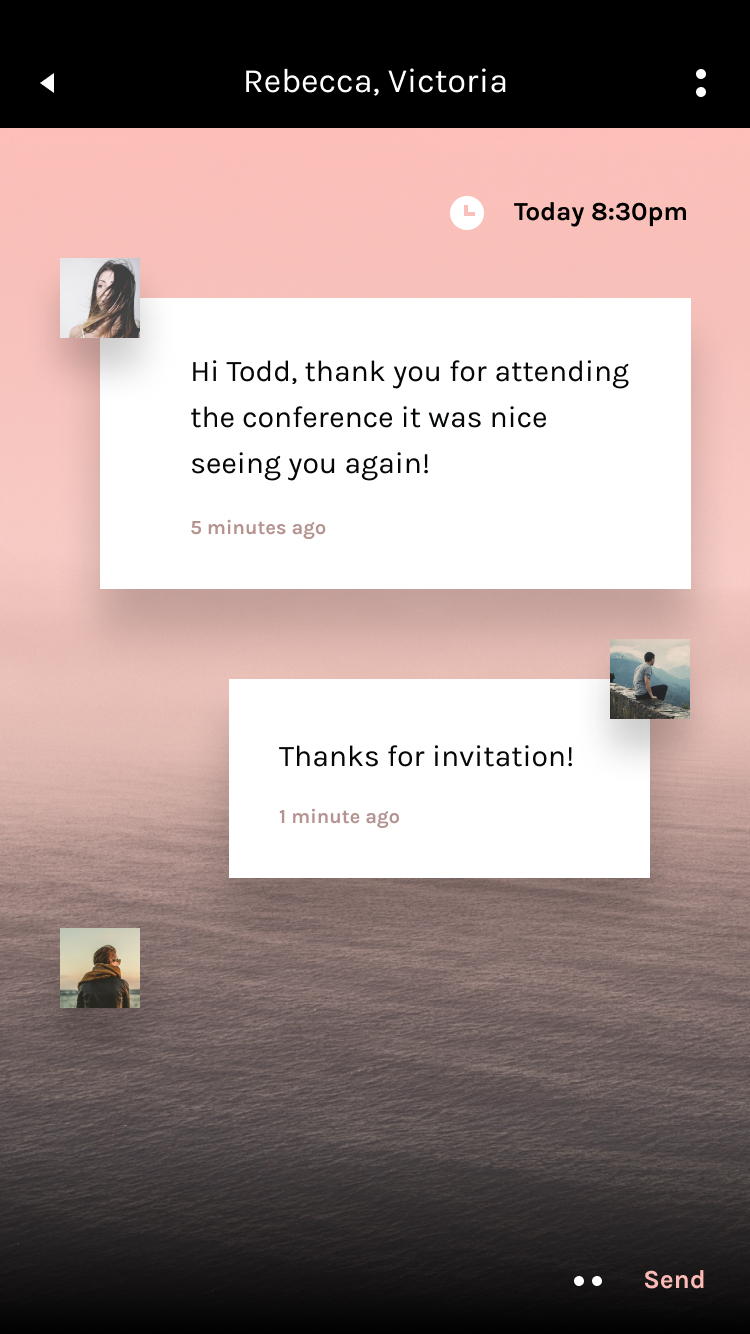 Rebecca, Victoria
Today 8:30pm
Hi Todd, thank you for attending
the conference it was nice
seeing you again!
5 minutes ago
Thanks for invitation!
1 minute ago
Send